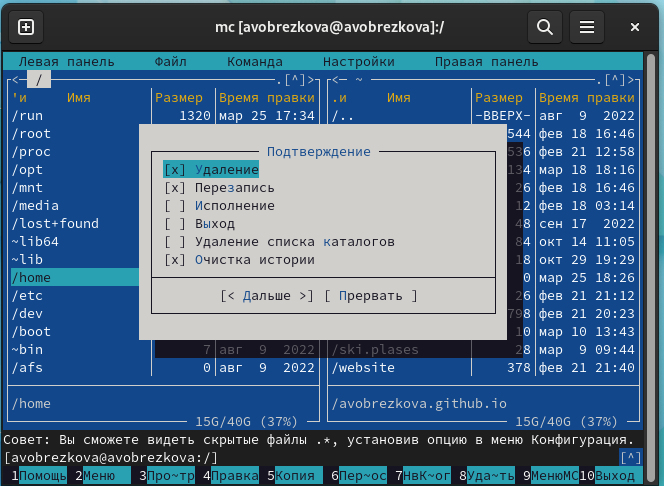 mc [avobrezkova@avobrezkova]:/
Левая панель Файл Команда Настройки Правая панель
<— / .[^]> <— ~ .[^]>
'и Имя Размер Время правки .и Имя Размер Время правки
/run 1320 мар 25 17:34 /.. -ВВЕРХ- авг 9 2022
/root 544 фев 18 16:46
/proc 536 фев 21 12:58
/opt 134 мар 18 18:16
/mnt 26 фев 18 16:46
/media 12 фев 18 03:14
/lost+found 48 сен 17 2022
~lib64 84 окт 14 11:05
~lib 18 окт 29 19:29
/home 0 мар 25 18:26
/etc 26 фев 21 21:12
/dev 798 фев 21 20:23
/boot 10 мар 10 13:43
~bin 7 авг 9 2022 /ski.plases 28 мар 9 09:44
/afs 0 авг 9 2022 /website 378 фев 21 21:40
Подтверждение
[x] Удаление
[x] Перезапись
[ ] Исполнение
[ ] Выход
[ ] Удаление списка каталогов
[x] Очистка истории
[< Дальше >] [ Прервать ]
/home /avobrezkova.github.io
15G/40G (37%) 15G/40G (37%)
Совет: Вы сможете видеть скрытые файлы .*, установив опцию в меню Конфигурация.
[avobrezkova@avobrezkova:/] [^]
1Помощь 2Меню 3Про~тр 4Правка 5Копия 6Пер~ос 7НвК~ог 8Уда~ть 9МенюMC 10Выход